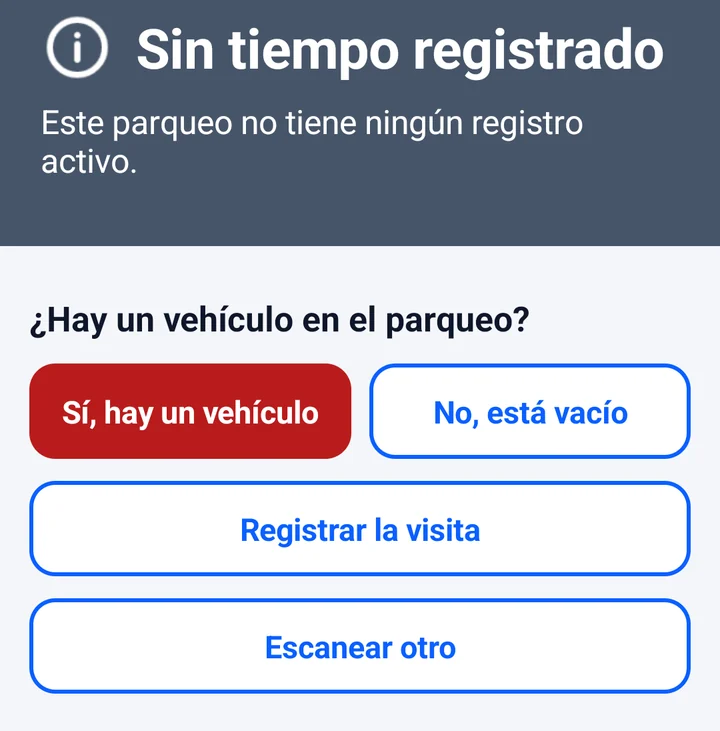 Sin tiempo registrado
Este parqueo no tiene ningún registro
activo.
¿Hay un vehículo en el parqueo?
Sí, hay un vehículo
No, está vacío
Registrar la visita
Escanear otro